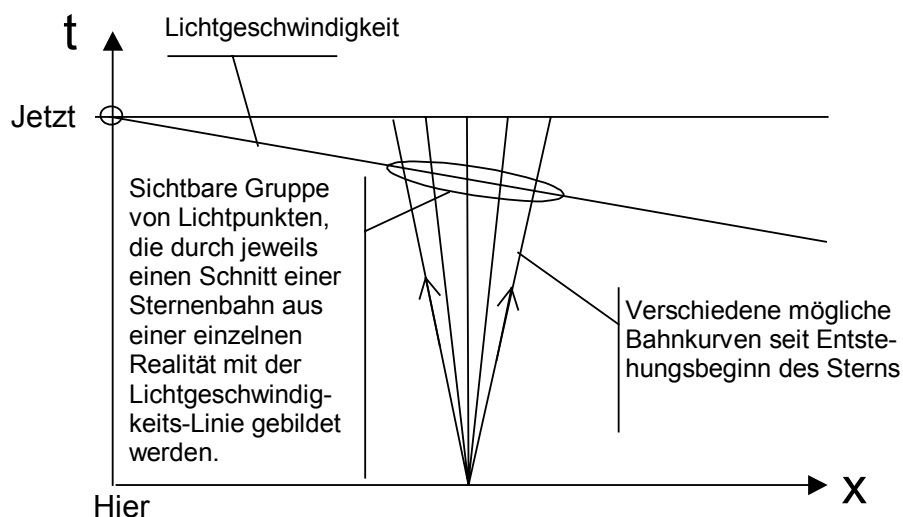 Lichtgeschwindigkeit
t
Jetzt
Sichtbare Gruppe
von Lichtpunkten,
die durch jeweils
einen Schnitt einer
Sternenbahn aus
einer einzelnen
Realität mit der
Lichtgeschwindig-
keits-Linie gebildet
werden.
Verschiedene mögliche
Bahnkurven seit Entste-
hungsbeginn des Sterns
x
Hier